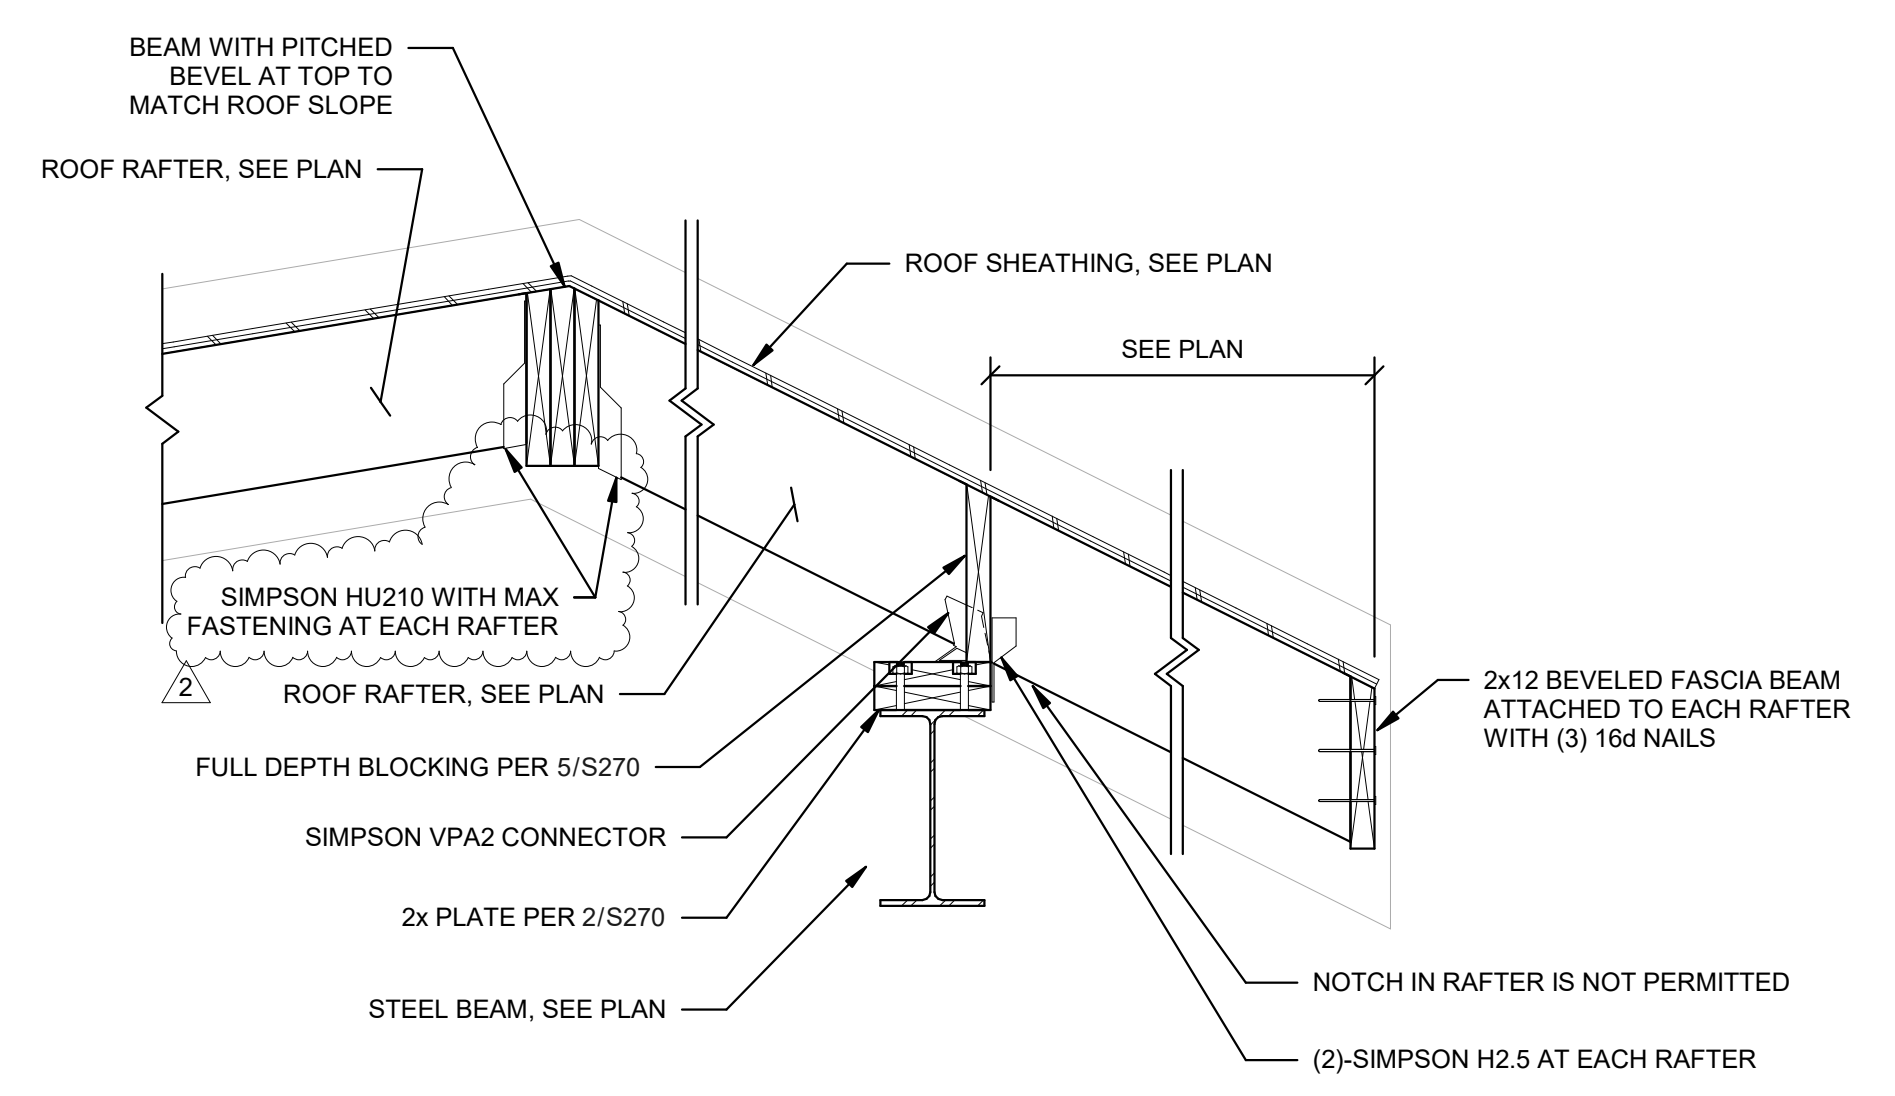 BEAM WITH PITCHED
BEVEL AT TOP TO
MATCH ROOF SLOPE
ROOF RAFTER, SEE PLAN
ROOF SHEATHING, SEE PLAN
SEE PLAN
SIMPSON HU210 WITH MAX
FASTENING AT EACH RAFTER
2
ROOF RAFTER, SEE PLAN
2x12 BEVELED FASCIA BEAM
ATTACHED TO EACH RAFTER
WITH (3) 16d NAILS
FULL DEPTH BLOCKING PER 5/S270
SIMPSON VPA2 CONNECTOR
2x PLATE PER 2/S270
STEEL BEAM, SEE PLAN
NOTCH IN RAFTER IS NOT PERMITTED
(2)-SIMPSON H2.5 AT EACH RAFTER